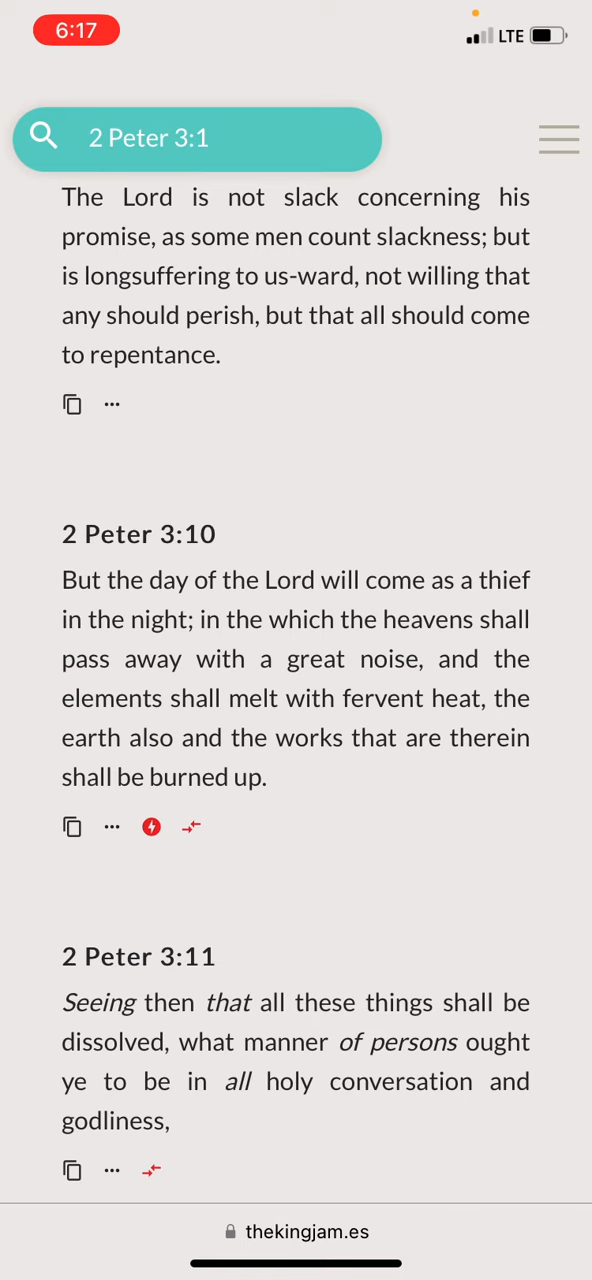 6:17
LTE
2 Peter 3:1
The Lord is not slack concerning his
promise, as some men count slackness; but
is longsuffering to us-ward, not willing that
any should perish, but that all should come
to repentance.
2 Peter 3:10
But the day of the Lord will come as a thief
in the night; in the which the heavens shall
pass away with a great noise, and the
elements shall melt with fervent heat, the
earth also and the works that are therein
shall be burned up.
2 Peter 3:11
Seeing then that all these things shall be
dissolved, what manner of persons ought
ye to be in all holy conversation and
godliness,
thekingjam.es